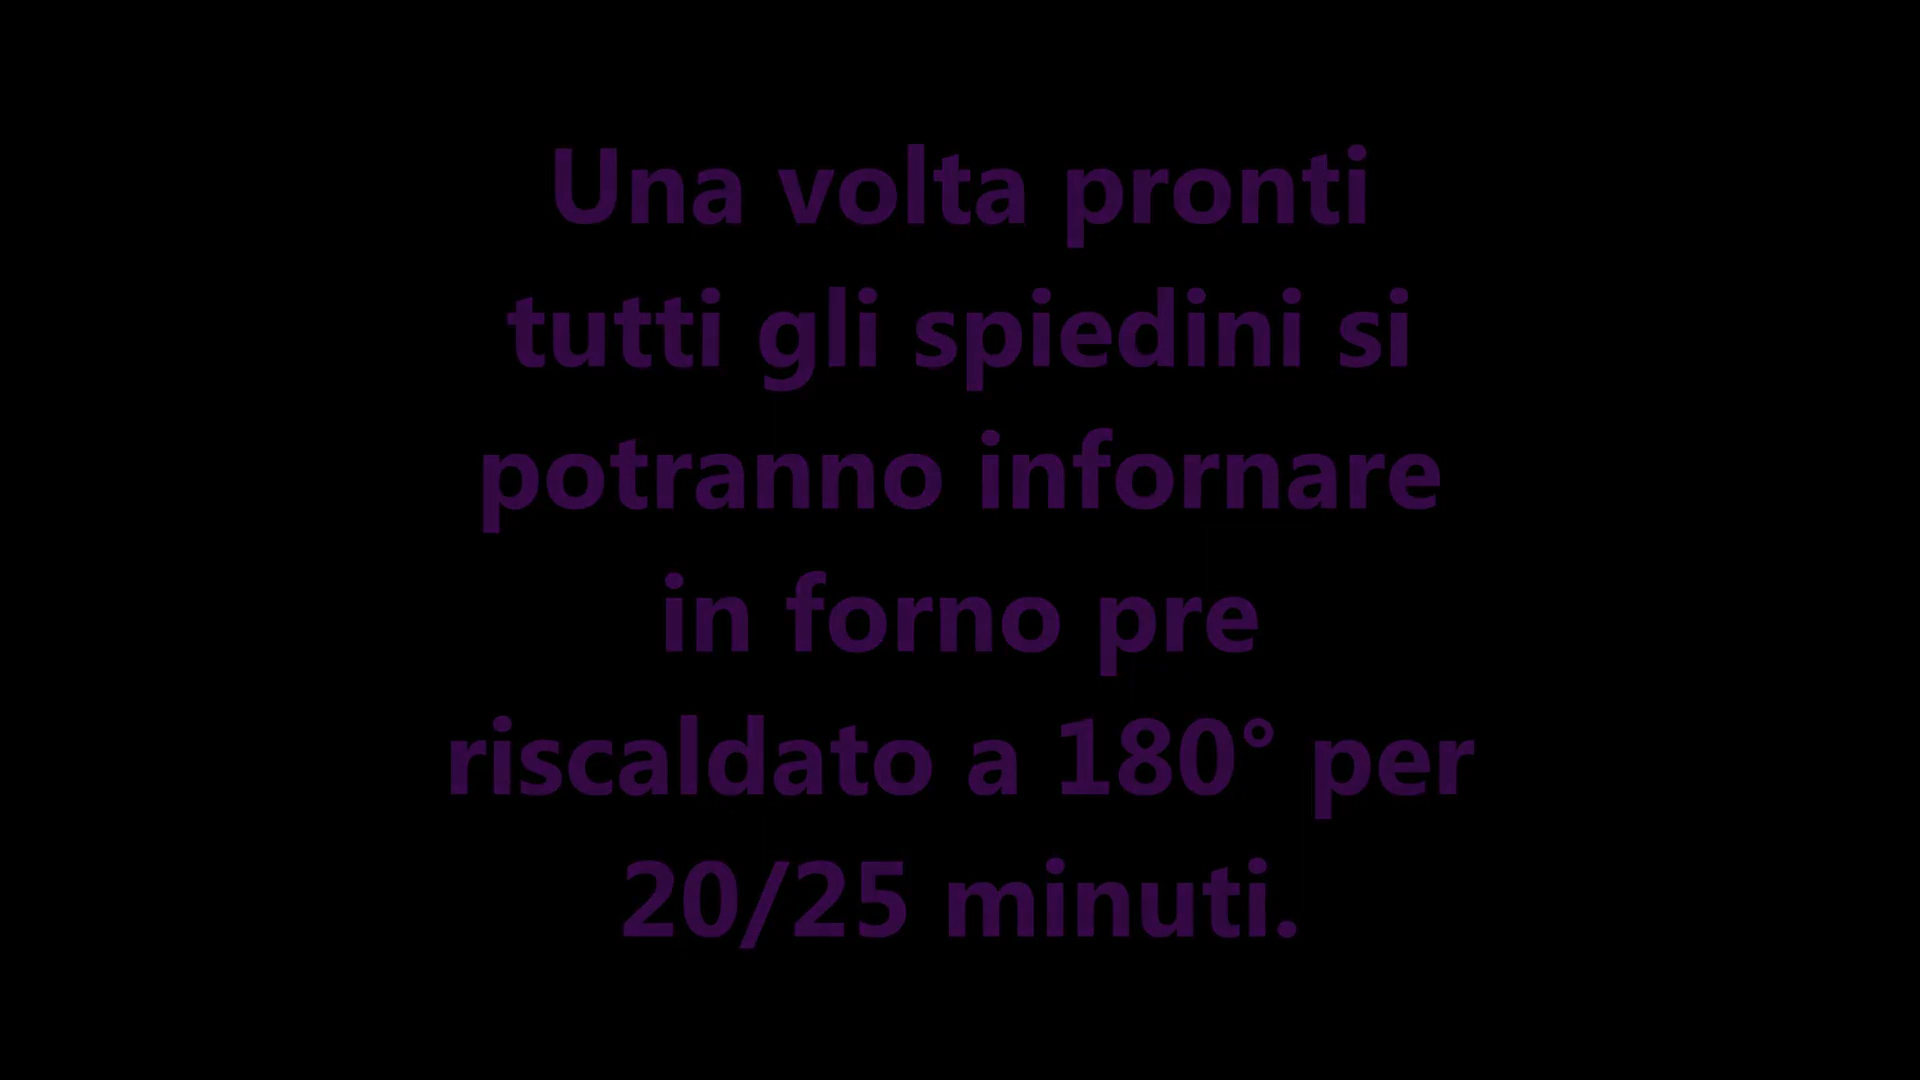 Una volta pronti
tutti gli spiedini si
potranno infornare
in forno pre
riscaldato a 180° per
20/25 minuti.